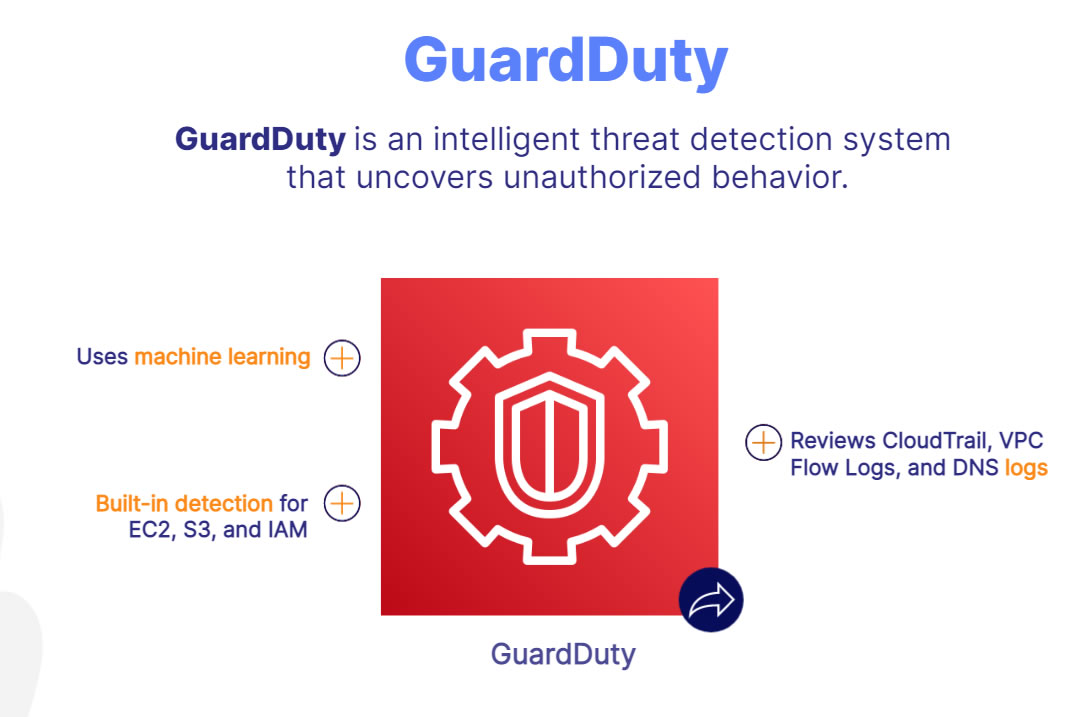 GuardDuty
GuardDuty is an intelligent threat detection system
that uncovers unauthorized behavior.
Uses machine learning
Built-in detection for
EC2, S3, and IAM
Reviews CloudTrail, VPC
Flow Logs, and DNS logs
GuardDuty